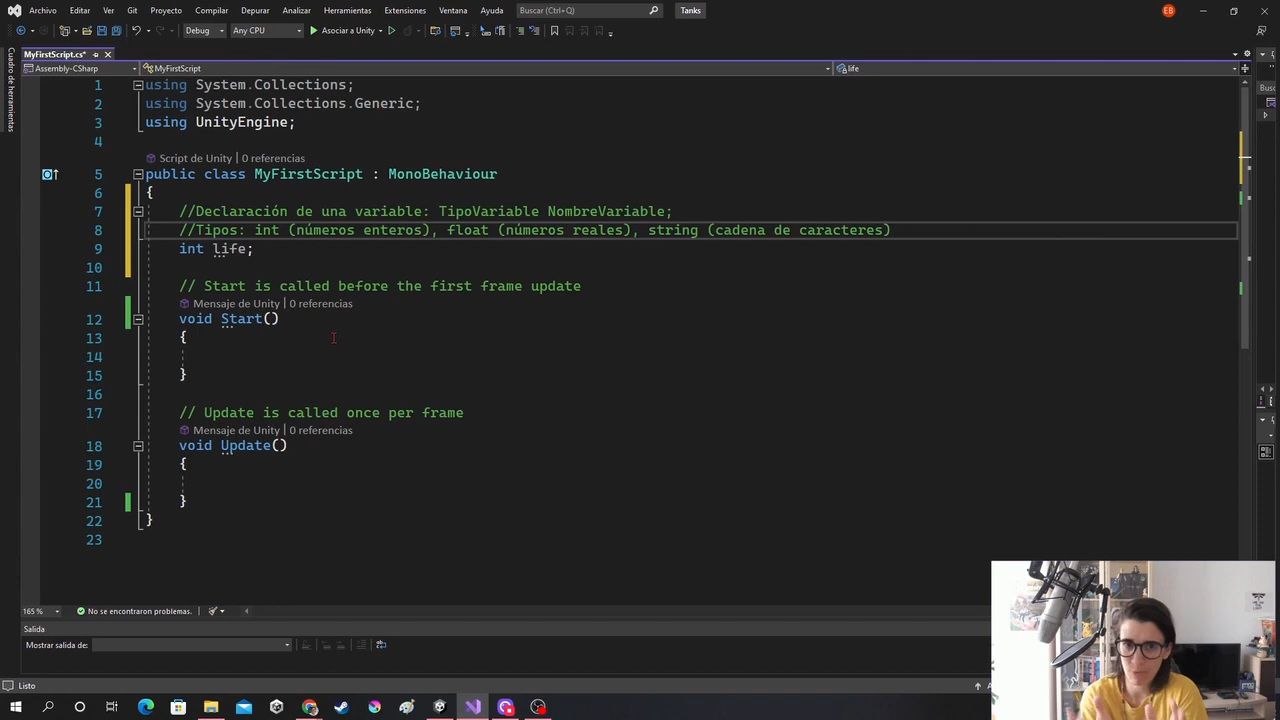 Archivo Editar Ver Git Proyecto Compilar Depurar Analizar Herramientas Extensiones Ventana Ayuda Buscar (Ctrl+Q) Tanks EB
Debug Any CPU Asociar a Unity
MyFirstScript.cs*
Cuadro de herramientas
Assembly-CSharp MyFirstScript life
Busc
1 using System.Collections;
2 using System.Collections.Generic;
3 using UnityEngine;
4
Script de Unity | 0 referencias
5 public class MyFirstScript : MonoBehaviour
6 {
7 //Declaración de una variable: TipoVariable NombreVariable;
8 //Tipos: int (números enteros), float (números reales), string (cadena de caracteres)
9 int life;
10
11 // Start is called before the first frame update
Mensaje de Unity | 0 referencias
12 void Start()
13 {
14
15 }
16
17 // Update is called once per frame
Mensaje de Unity | 0 referencias
18 void Update()
19 {
20
21 }
22 }
23
165 % No se encontraron problemas.
Salida
Mostrar salida de:
Listo